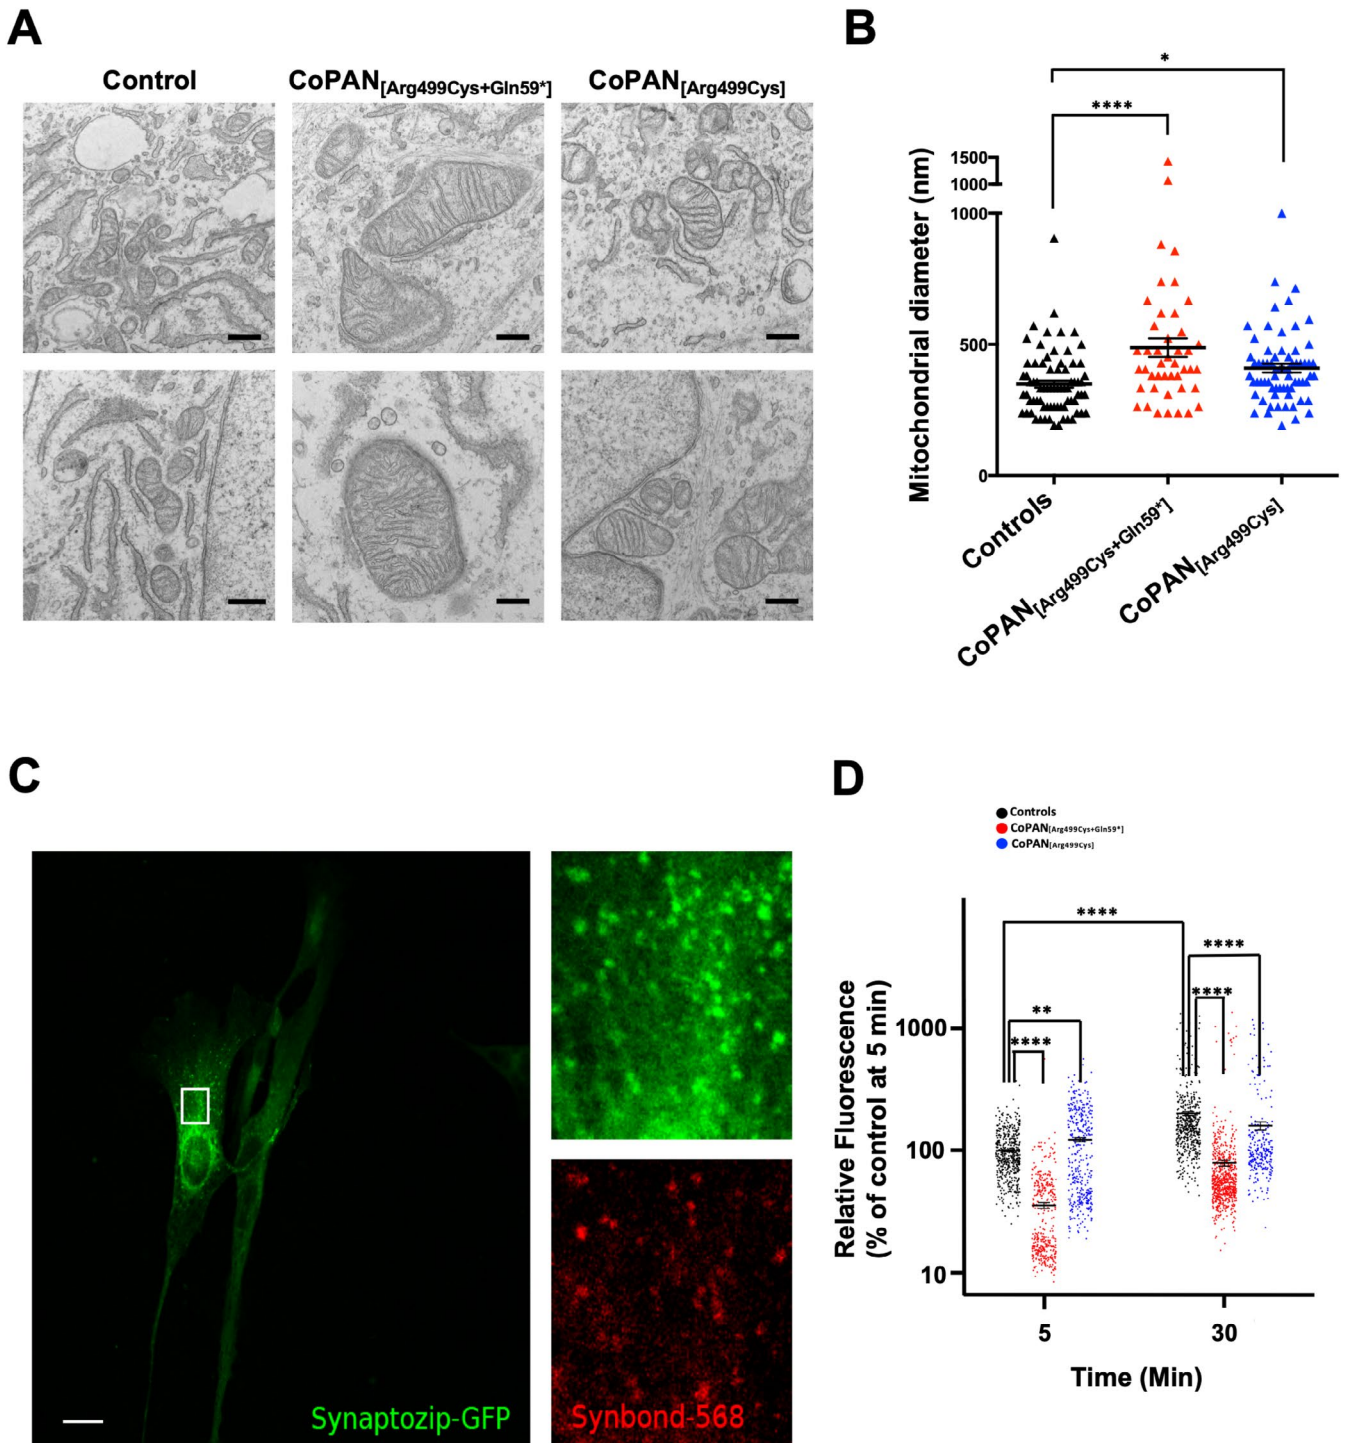 A
Control
CoPAN[Arg499Cys+Gln59*]
CoPAN[Arg499Cys]
B
*
****
Mitochondrial diameter (nm)
1500
1000
1000
500
0
Controls
CoPAN[Arg499Cys+Gln59*]
CoPAN[Arg499Cys]
C
Synaptozip-GFP
Synbond-568
D
Controls
CoPAN[Arg499Cys+Gln59*]
CoPAN[Arg499Cys]
****
****
**
****
****
Relative Fluorescence
(% of control at 5 min)
1000
100
10
5
30
Time (Min)